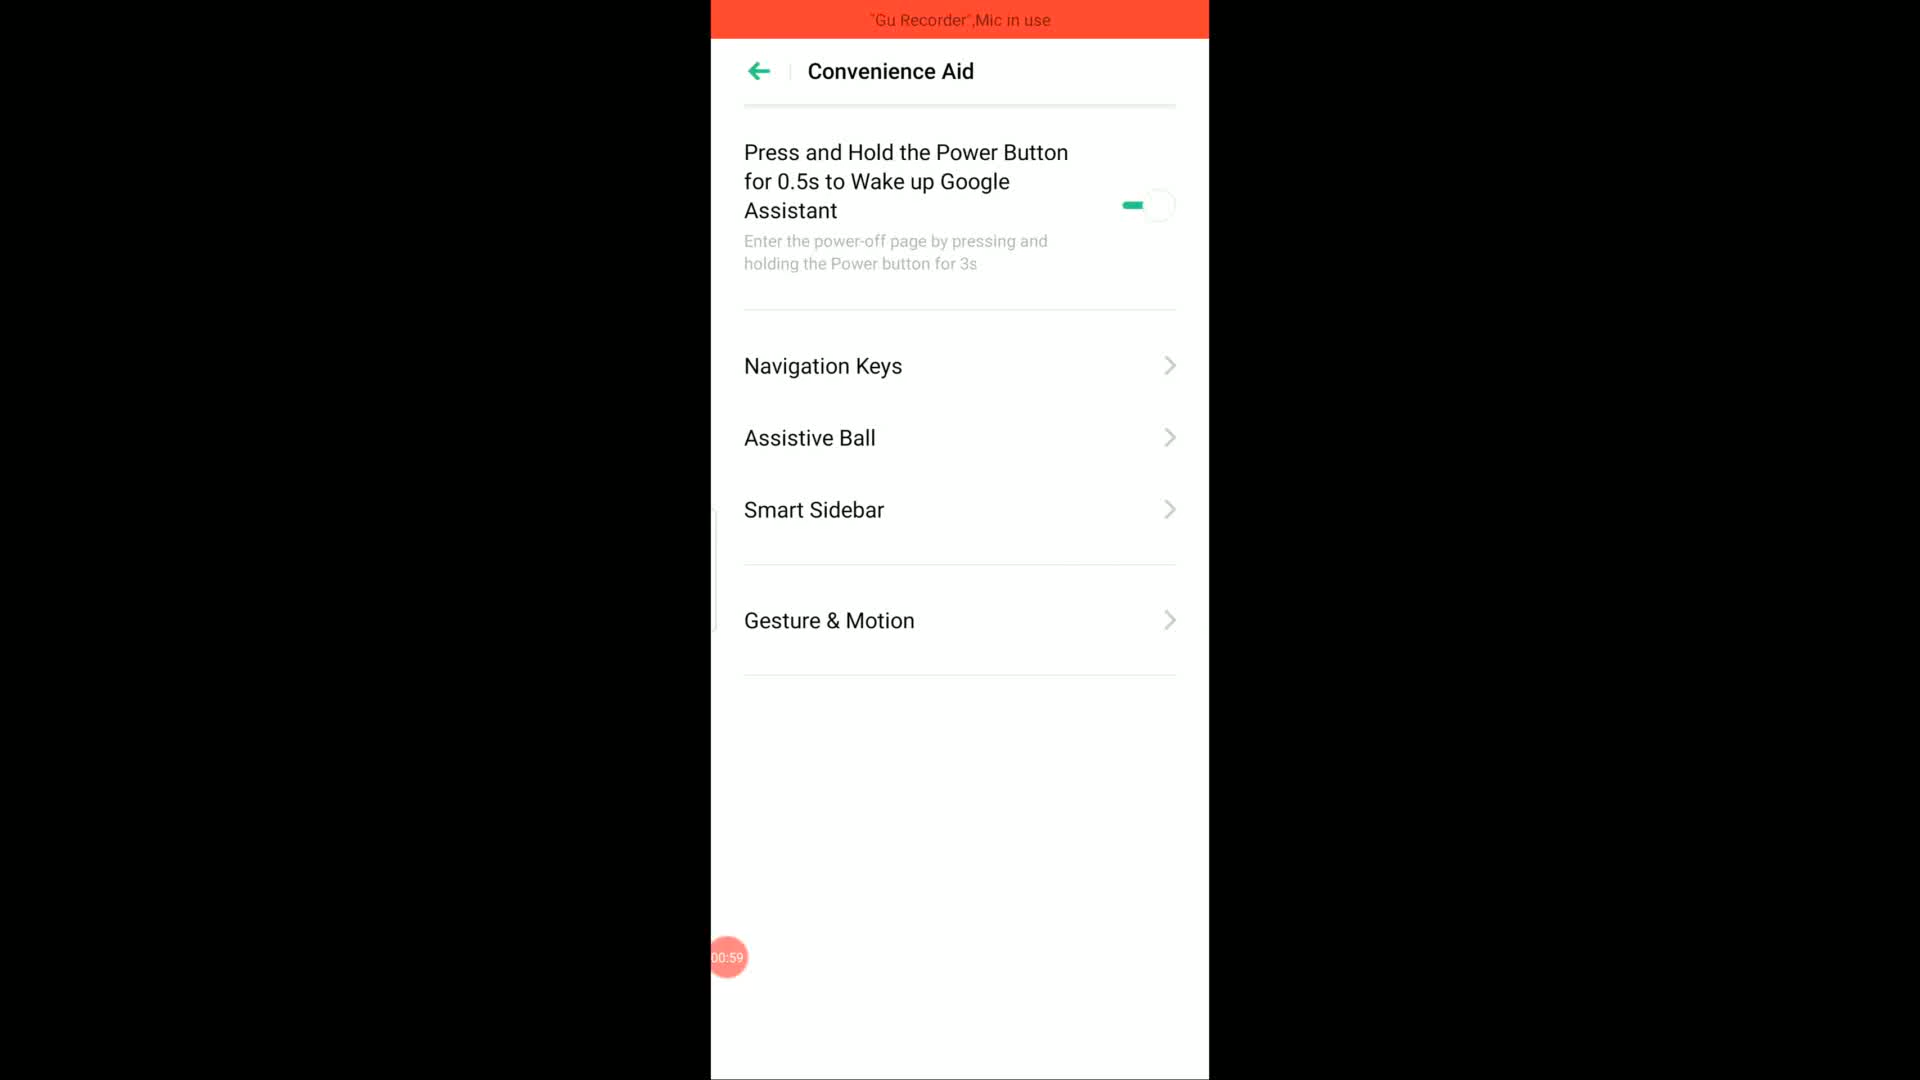 "Gu Recorder",Mic in use
Convenience Aid
Press and Hold the Power Button
for 0.5s to Wake up Google
Assistant
Enter the power-off page by pressing and
holding the Power button for 3s
Navigation Keys
Assistive Ball
Smart Sidebar
Gesture & Motion
00:59